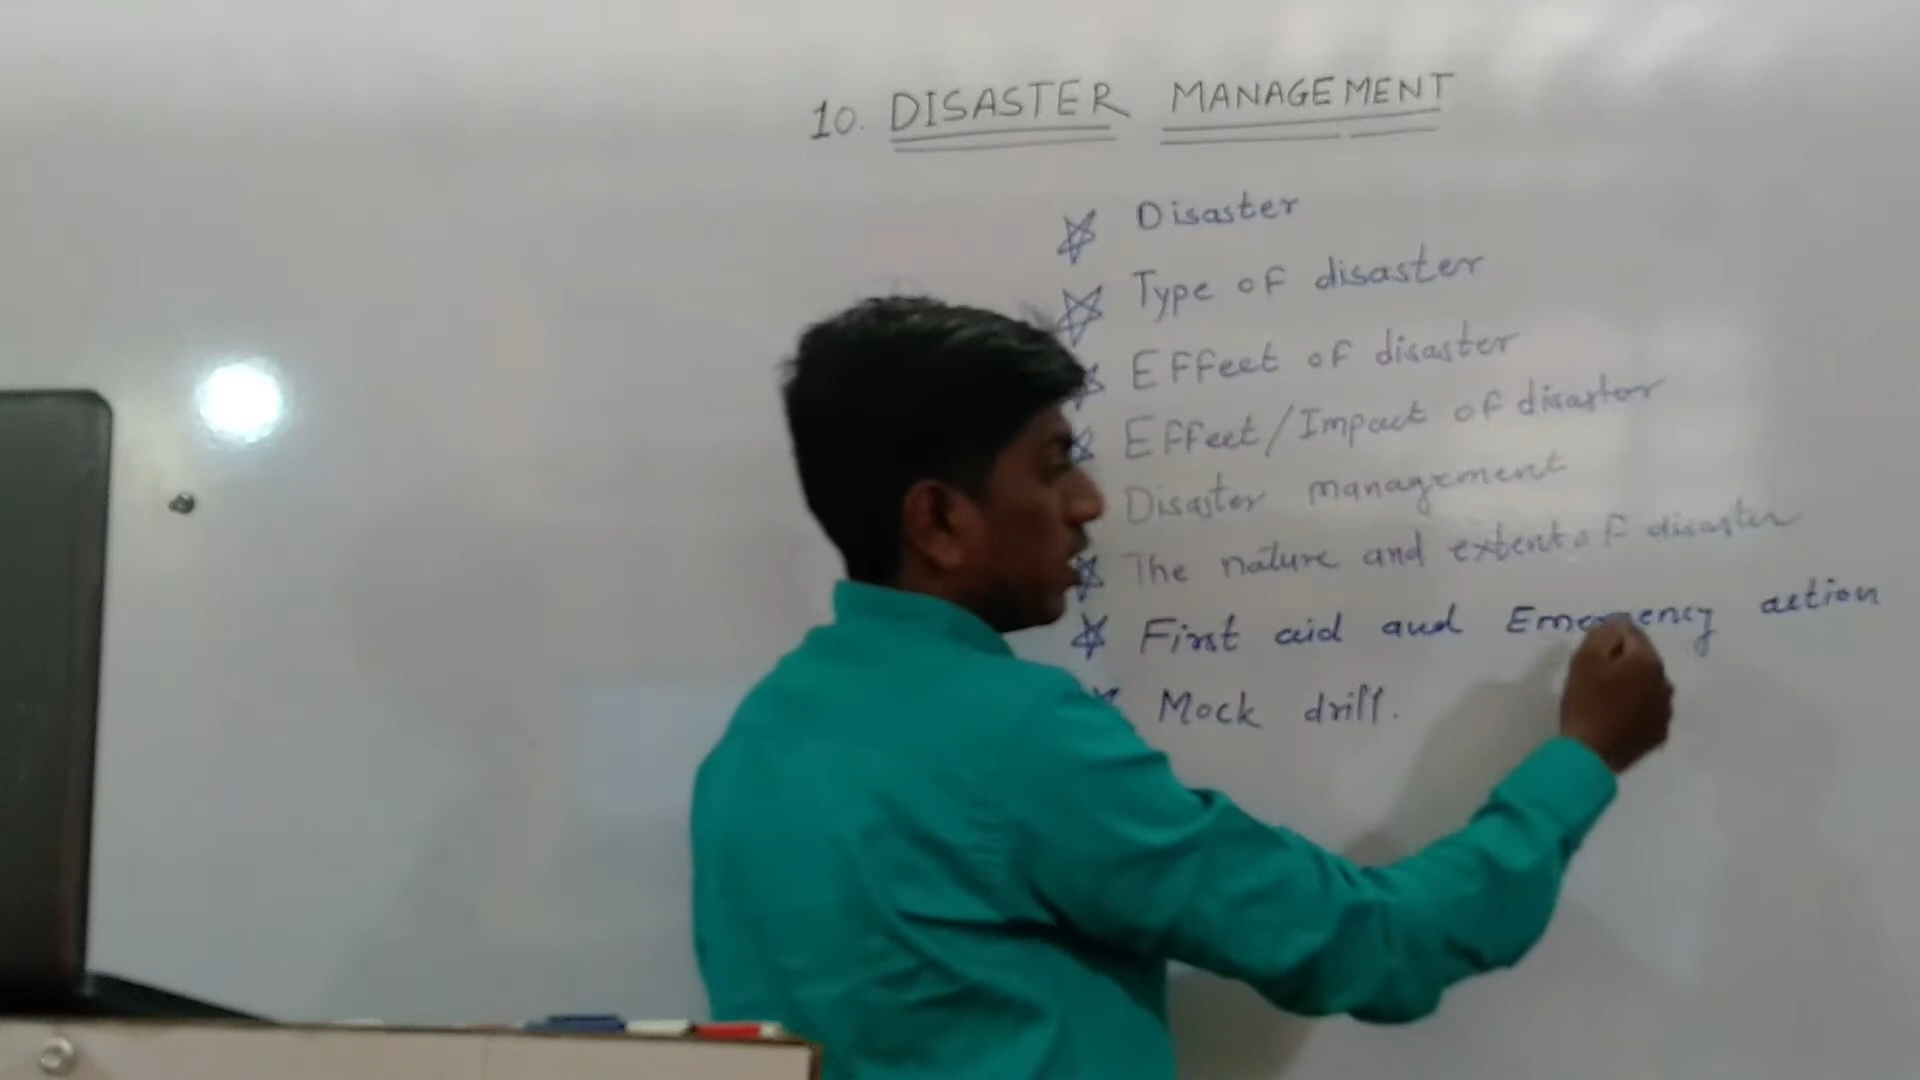 10. DISASTER MANAGEMENT
Disaster
Type of disaster
Effect of disaster
Effect/Impact of disaster
Disaster management
The nature and extent of disaster
First aid and Emergency action
Mock drill.